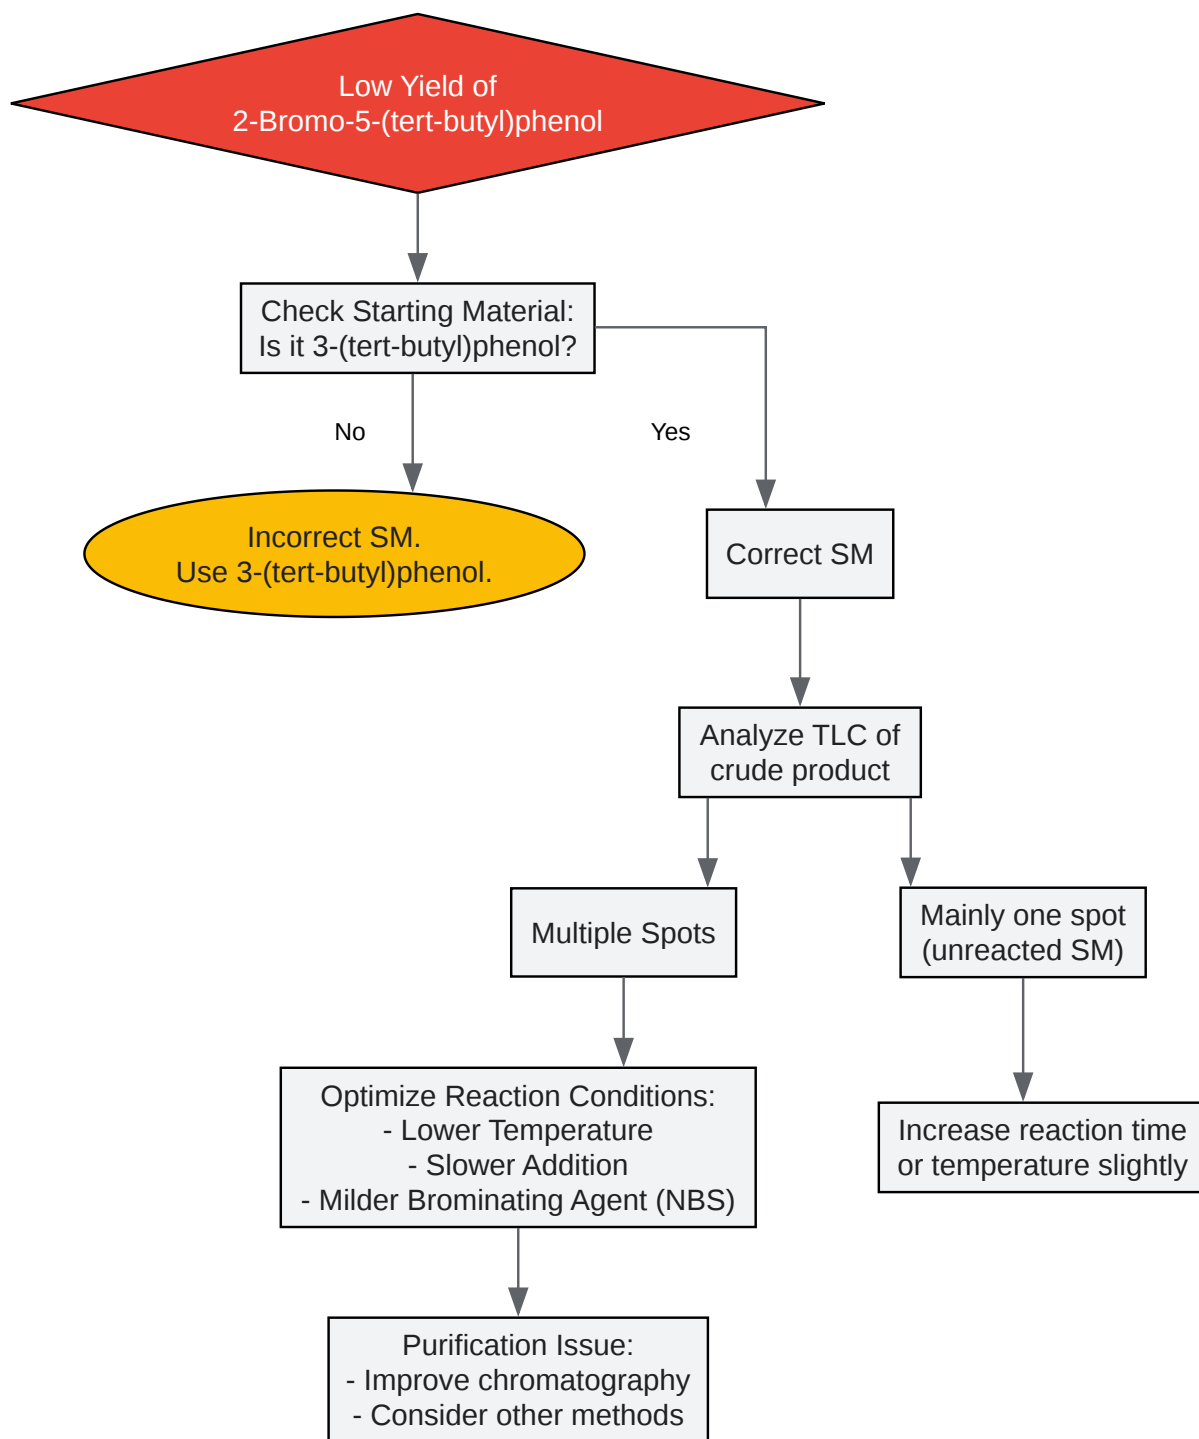 Low Yield of
2-Bromo-5-(tert-butyl)phenol
Check Starting Material:
Is it 3-(tert-butyl)phenol?
No
Yes
Incorrect SM.
Use 3-(tert-butyl)phenol.
Correct SM
Analyze TLC of
crude product
Multiple Spots
Mainly one spot
(unreacted SM)
Optimize Reaction Conditions:
- Lower Temperature
- Slower Addition
- Milder Brominating Agent (NBS)
Increase reaction time
or temperature slightly
Purification Issue:
- Improve chromatography
- Consider other methods